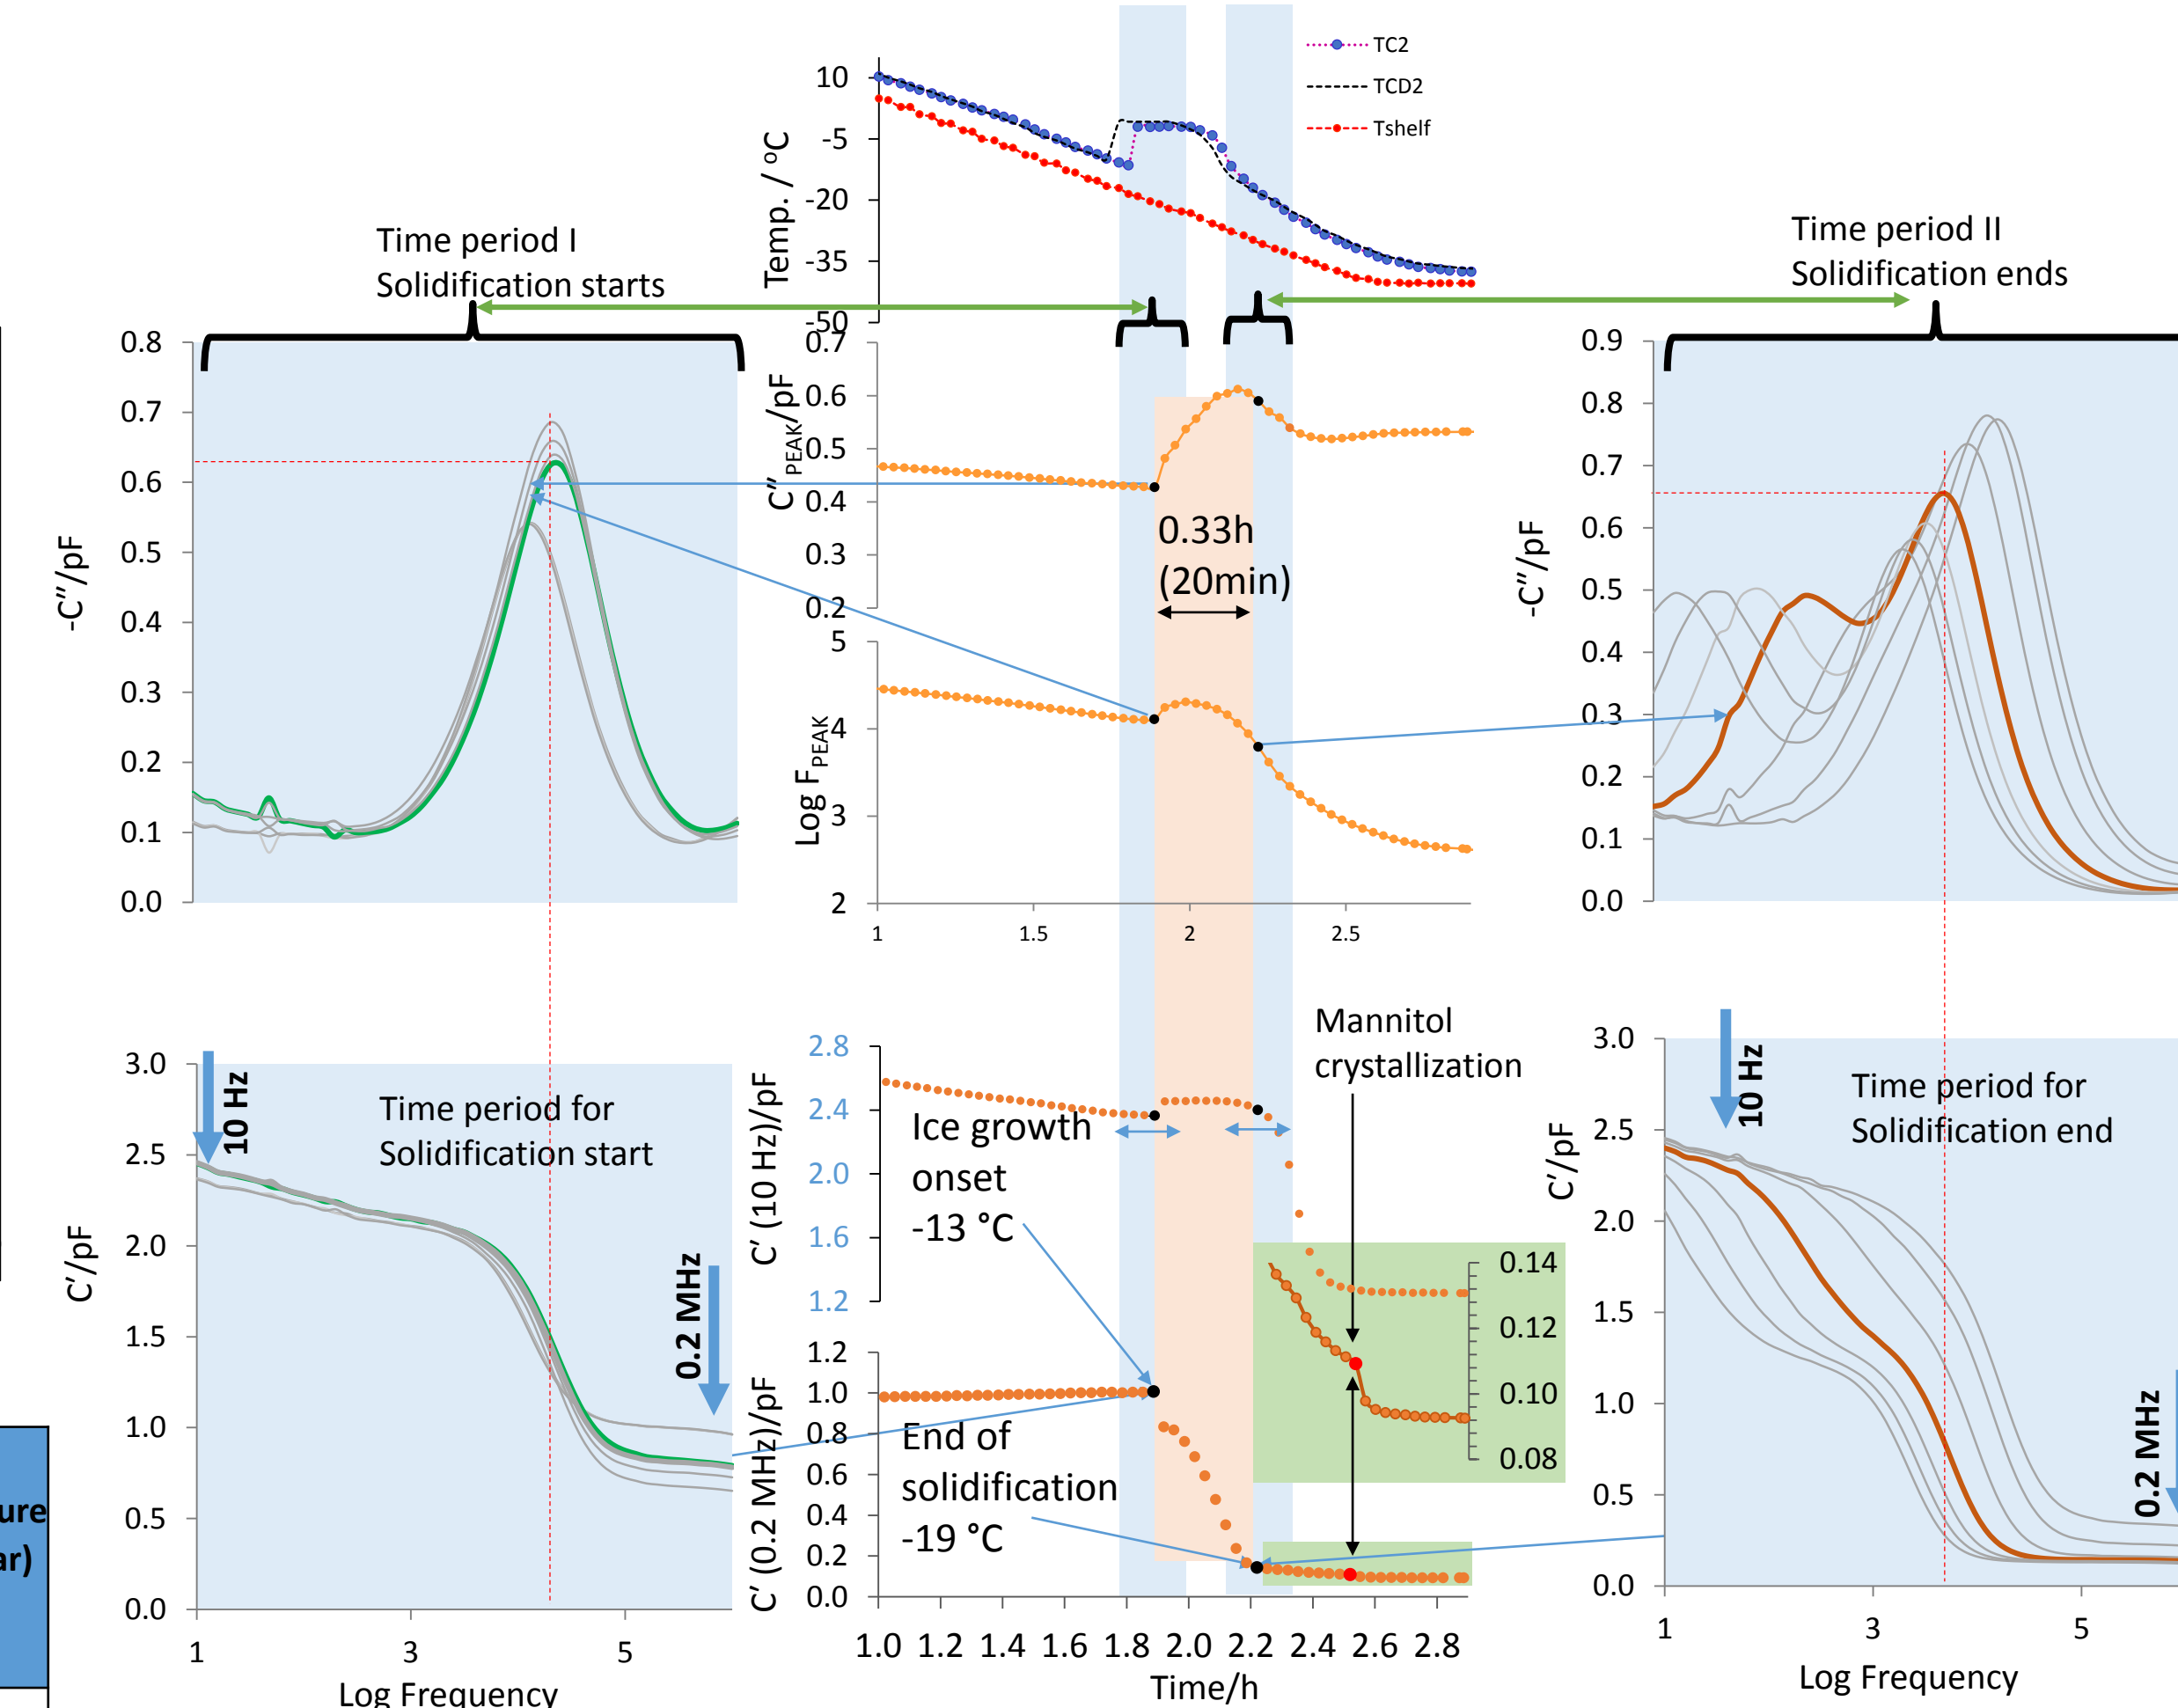 TC2
TCD2
Tshelf
10
-5
-20
-35
-50
Temp. / °C
Time period I
Solidification starts
Time period II
Solidification ends
0.8
0.7
0.6
0.5
0.4
0.3
0.2
0.1
0.0
-C″/pF
0.7
0.6
0.5
0.4
0.3
0.2
C″PEAK/pF
0.33h
(20min)
5
4
3
2
Log FPEAK
1
1.5
2
2.5
0.9
0.8
0.7
0.6
0.5
0.4
0.3
0.2
0.1
0.0
-C″/pF
3.0
2.5
2.0
1.5
1.0
0.5
0.0
C′/pF
10 Hz
Time period for
Solidification start
0.2 MHz
1
3
5
Log Frequency
2.8
2.4
2.0
1.6
1.2
C′ (10 Hz)/pF
Ice growth
onset
-13 °C
Mannitol
crystallization
0.14
0.12
0.10
0.08
1.2
1.0
0.8
0.6
0.4
0.2
0.0
C′ (0.2 MHz)/pF
End of
solidification
-19 °C
1.0 1.2 1.4 1.6 1.8 2.0 2.2 2.4 2.6 2.8
Time/h
3.0
2.5
2.0
1.5
1.0
0.5
0.0
C′/pF
10 Hz
Time period for
Solidification end
0.2 MHz
1
3
5
Log Frequency
ure
ar)